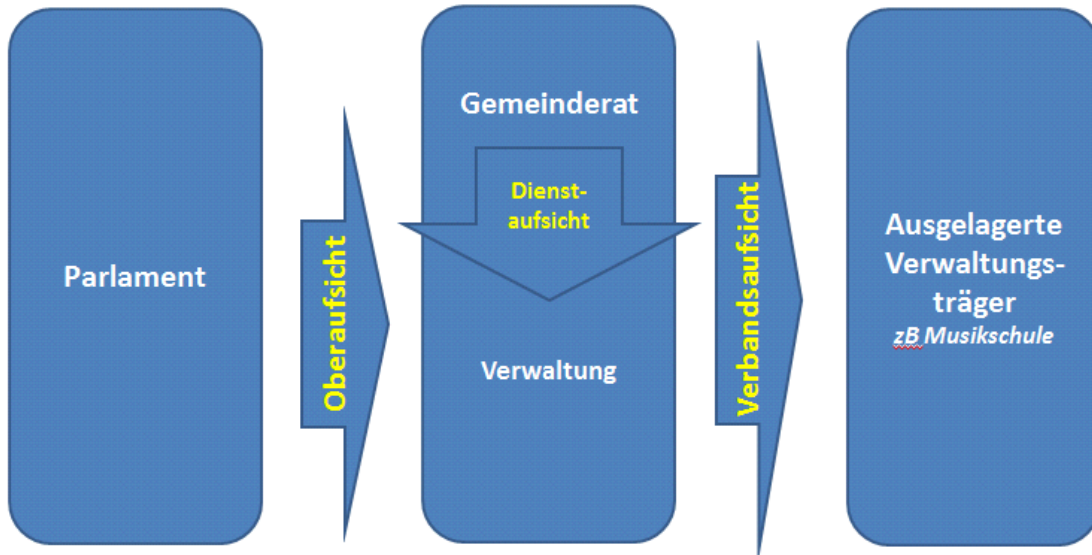 Parlament
Oberaufsicht
Gemeinderat
Dienst-
aufsicht
Verwaltung
Verbandsaufsicht
Ausgelagerte
Verwaltungs-
träger
zB Musikschule